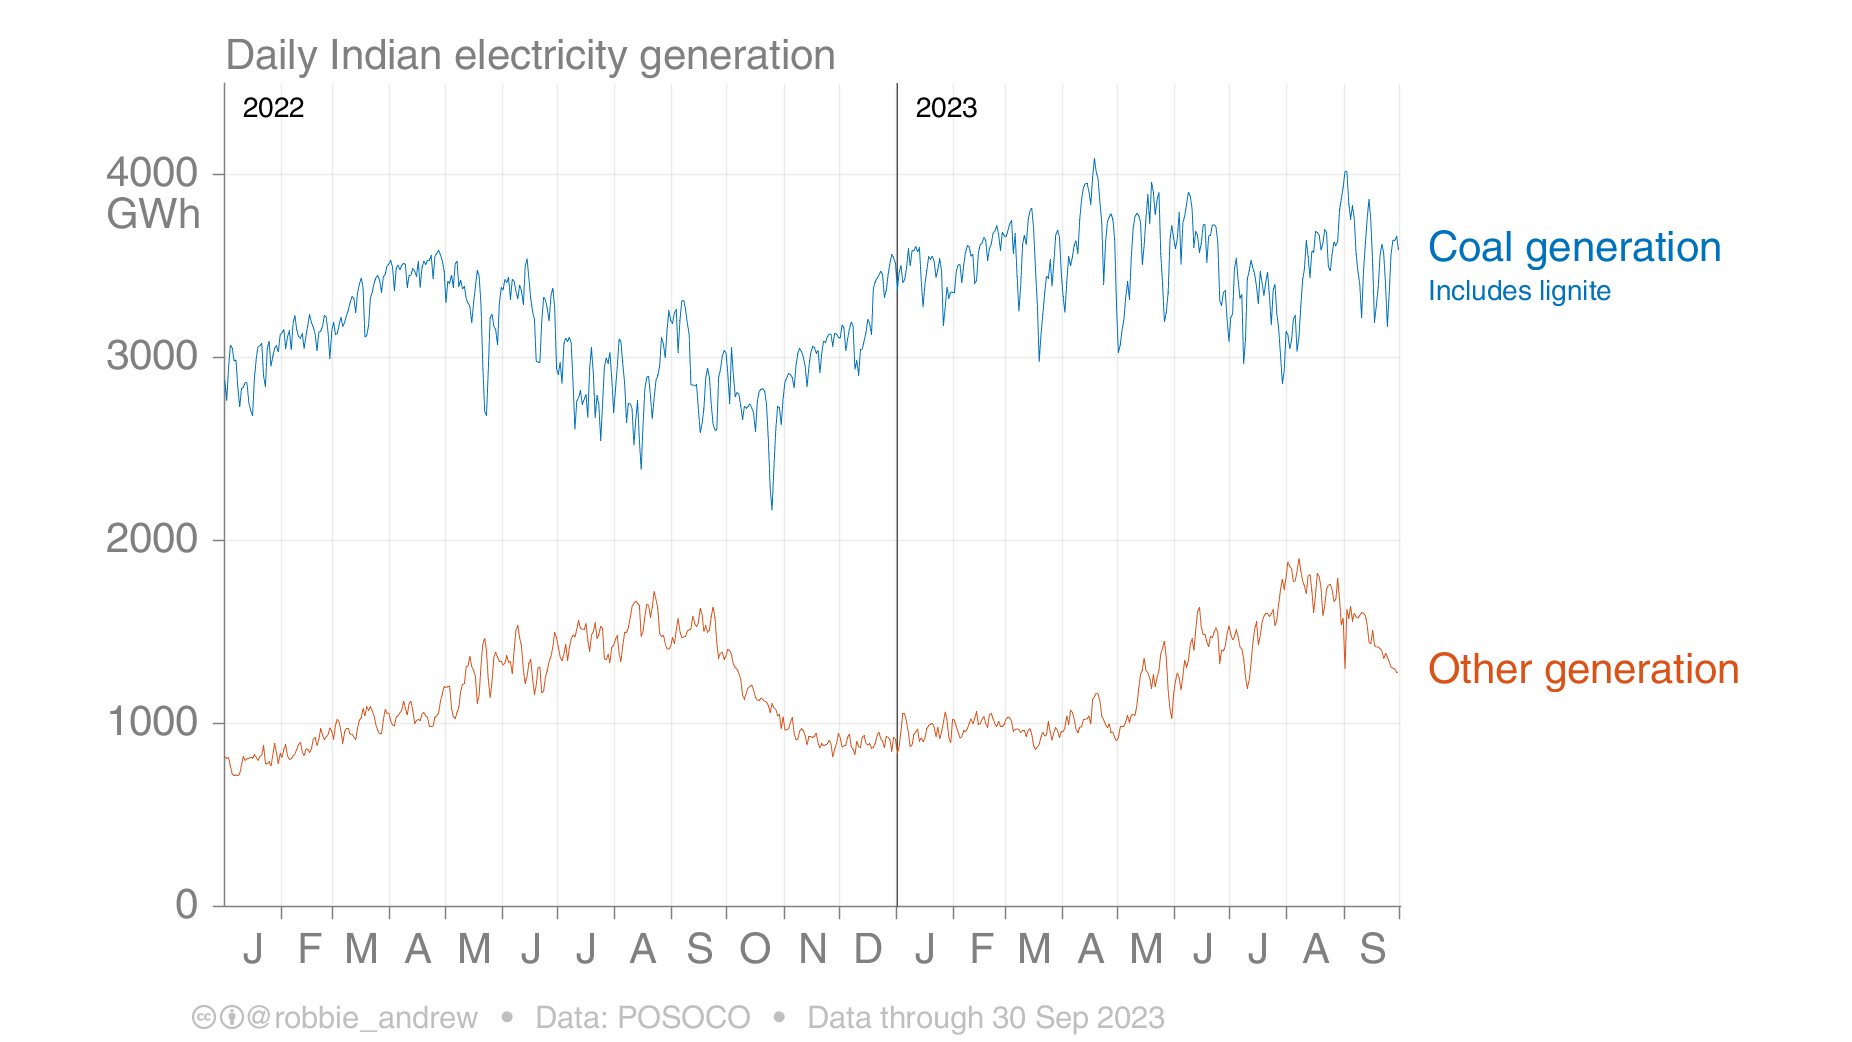 Daily Indian electricity generation
2022
2023
4000
GWh
3000
2000
1000
0
Coal generation
Includes lignite
Other generation
J F M A M J J A S O N D J F M A M J J A S
cc @robbie_andrew • Data: POSOCO • Data through 30 Sep 2023